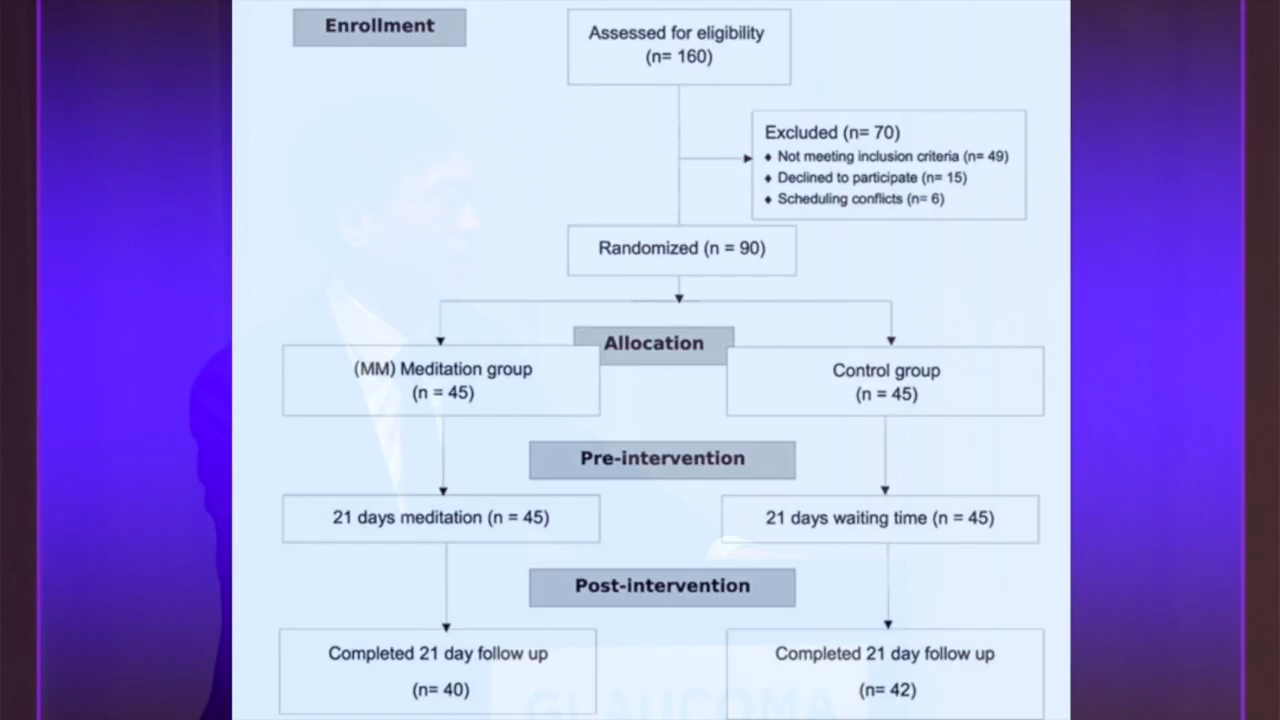 Enrollment
Assessed for eligibility
(n= 160)
Excluded (n= 70)
♦ Not meeting inclusion criteria (n= 49)
♦ Declined to participate (n= 15)
♦ Scheduling conflicts (n= 6)
Randomized (n = 90)
Allocation
(MM) Meditation group
(n = 45)
Control group
(n = 45)
Pre-intervention
21 days meditation (n = 45)
21 days waiting time (n = 45)
Post-intervention
Completed 21 day follow up
(n= 40)
Completed 21 day follow up
(n= 42)
GLAUCOMA